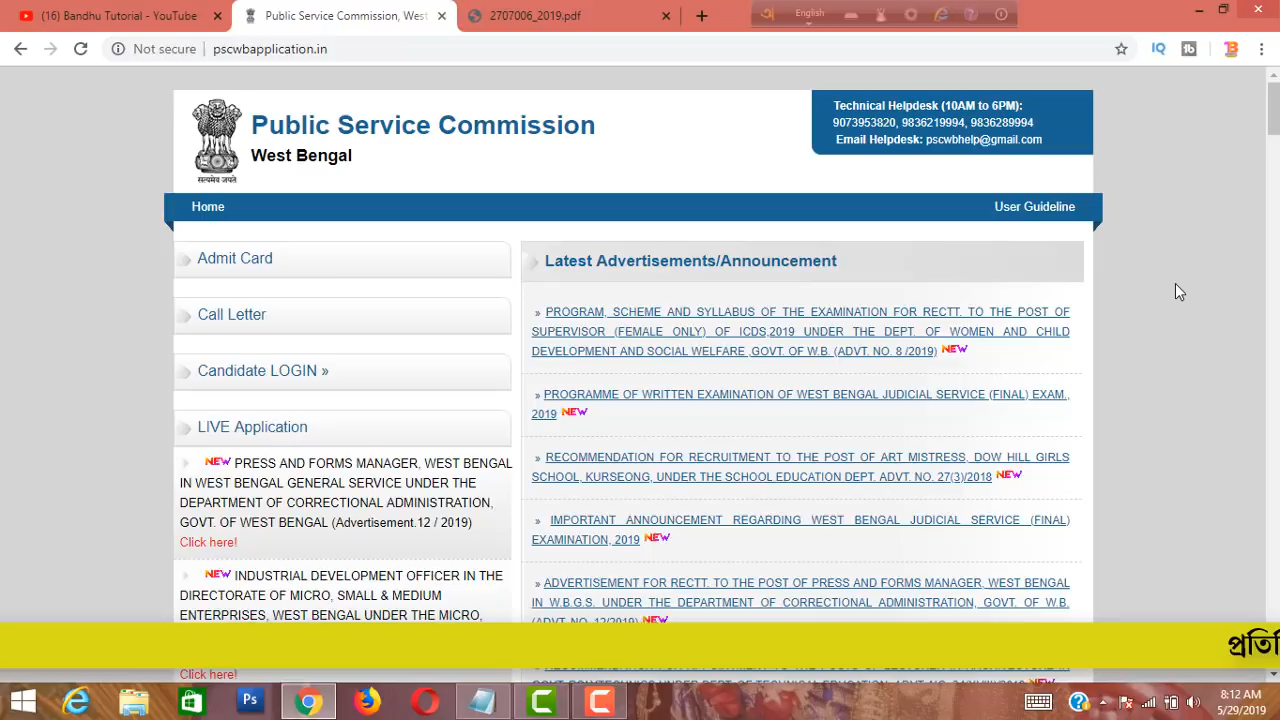 (16) Bandhu Tutorial - YouTube
Public Service Commission, West
2707006_2019.pdf
English
Not secure
pscwbapplication.in
Public Service Commission
West Bengal
सत्यमेव जयते
Technical Helpdesk (10AM to 6PM):
9073953820, 9836219994, 9836289994
Email Helpdesk: pscwbhelp@gmail.com
Home
User Guideline
Admit Card
Call Letter
Candidate LOGIN »
LIVE Application
NEW PRESS AND FORMS MANAGER, WEST BENGAL
IN WEST BENGAL GENERAL SERVICE UNDER THE
DEPARTMENT OF CORRECTIONAL ADMINISTRATION,
GOVT. OF WEST BENGAL (Advertisement.12 / 2019)
Click here!
NEW INDUSTRIAL DEVELOPMENT OFFICER IN THE
DIRECTORATE OF MICRO, SMALL & MEDIUM
ENTERPRISES, WEST BENGAL UNDER THE MICRO,
Click here!
Latest Advertisements/Announcement
» PROGRAM, SCHEME AND SYLLABUS OF THE EXAMINATION FOR RECTT. TO THE POST OF
SUPERVISOR (FEMALE ONLY) OF ICDS,2019 UNDER THE DEPT. OF WOMEN AND CHILD
DEVELOPMENT AND SOCIAL WELFARE ,GOVT. OF W.B. (ADVT. NO. 8 /2019) NEW
» PROGRAMME OF WRITTEN EXAMINATION OF WEST BENGAL JUDICIAL SERVICE (FINAL) EXAM.,
2019 NEW
» RECOMMENDATION FOR RECRUITMENT TO THE POST OF ART MISTRESS, DOW HILL GIRLS
SCHOOL, KURSEONG, UNDER THE SCHOOL EDUCATION DEPT. ADVT. NO. 27(3)/2018 NEW
» IMPORTANT ANNOUNCEMENT REGARDING WEST BENGAL JUDICIAL SERVICE (FINAL)
EXAMINATION, 2019 NEW
» ADVERTISEMENT FOR RECTT. TO THE POST OF PRESS AND FORMS MANAGER, WEST BENGAL
IN W.B.G.S. UNDER THE DEPARTMENT OF CORRECTIONAL ADMINISTRATION, GOVT. OF W.B.
(ADVT. NO. 12/2019) NEW
8:12 AM
5/29/2019